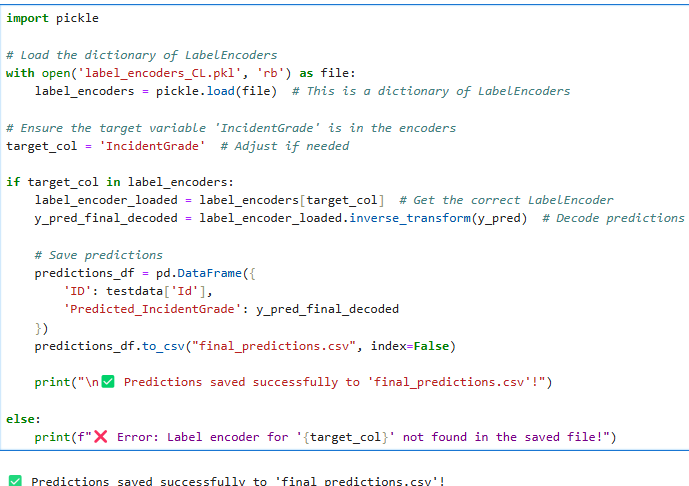 import pickle
# Load the dictionary of LabelEncoders
with open('label_encoders_CL.pkl', 'rb') as file:
    label_encoders = pickle.load(file)  # This is a dictionary of LabelEncoders
# Ensure the target variable 'IncidentGrade' is in the encoders
target_col = 'IncidentGrade'  # Adjust if needed
if target_col in label_encoders:
    label_encoder_loaded = label_encoders[target_col]  # Get the correct LabelEncoder
    y_pred_final_decoded = label_encoder_loaded.inverse_transform(y_pred)  # Decode predictions
    # Save predictions
    predictions_df = pd.DataFrame({
        'ID': testdata['Id'],
        'Predicted_IncidentGrade': y_pred_final_decoded
    })
    predictions_df.to_csv("final_predictions.csv", index=False)
    print("\n✅ Predictions saved successfully to 'final_predictions.csv'!")
else:
    print(f"❌ Error: Label encoder for '{target_col}' not found in the saved file!")
✅ Predictions saved successfully to 'final_predictions.csv'!